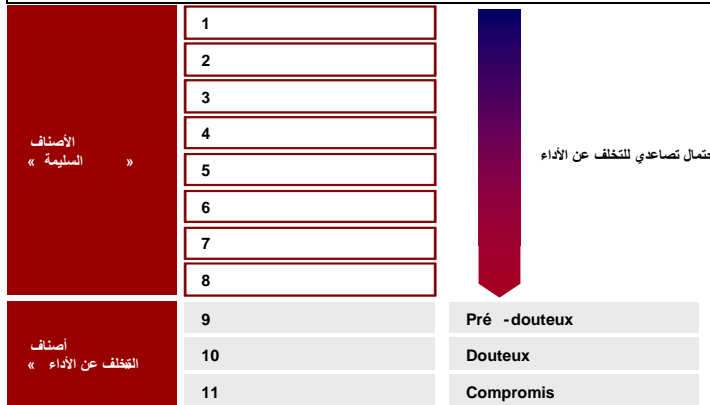 1
2
3
4
الأصناف
« السليمة »
5
حتمال تصاعدي للتخلف عن الأداء
6
7
8
9
Pré -douteux
أصناف
التخلف عن الأداء »
10
Douteux
11
Compromis